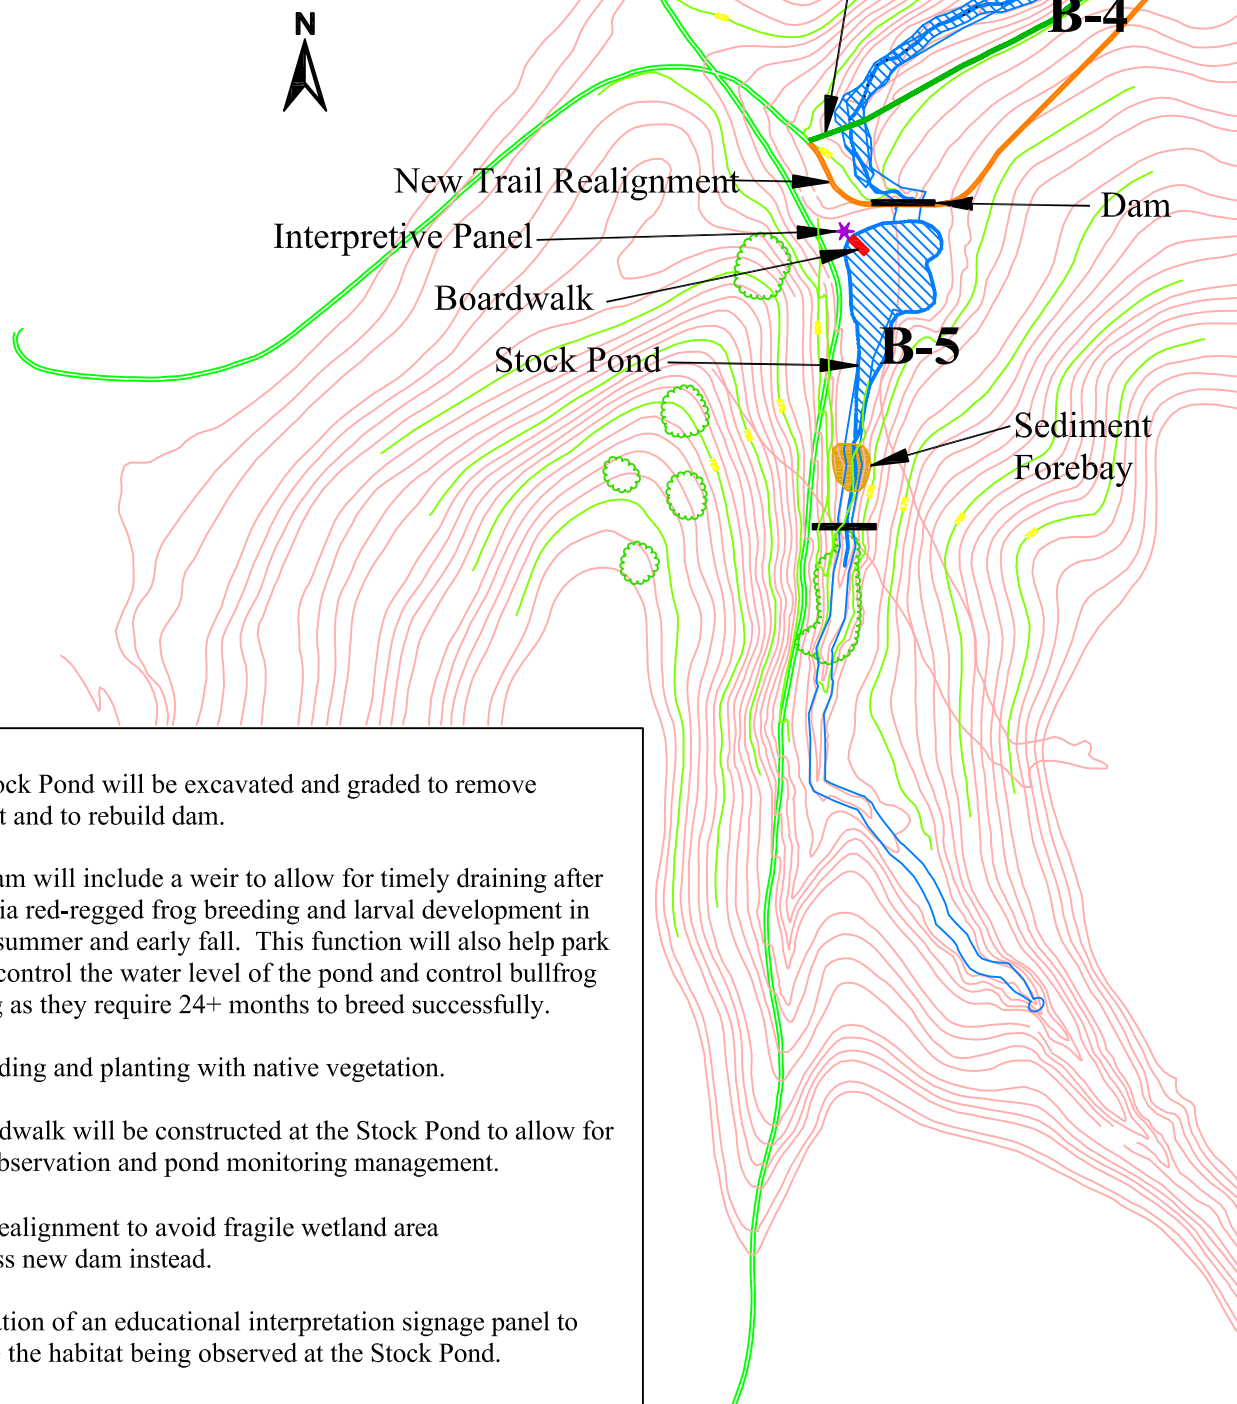 N
B-4
New Trail Realignment
Dam
Interpretive Panel
Boardwalk
B-5
Stock Pond
Sediment
Forebay
ock Pond will be excavated and graded to remove
t and to rebuild dam.
am will include a weir to allow for timely draining after
ia red-regged frog breeding and larval development in
summer and early fall. This function will also help park
control the water level of the pond and control bullfrog
g as they require 24+ months to breed successfully.
ding and planting with native vegetation.
dwalk will be constructed at the Stock Pond to allow for
bservation and pond monitoring management.
ealignment to avoid fragile wetland area
ss new dam instead.
ation of an educational interpretation signage panel to
the habitat being observed at the Stock Pond.